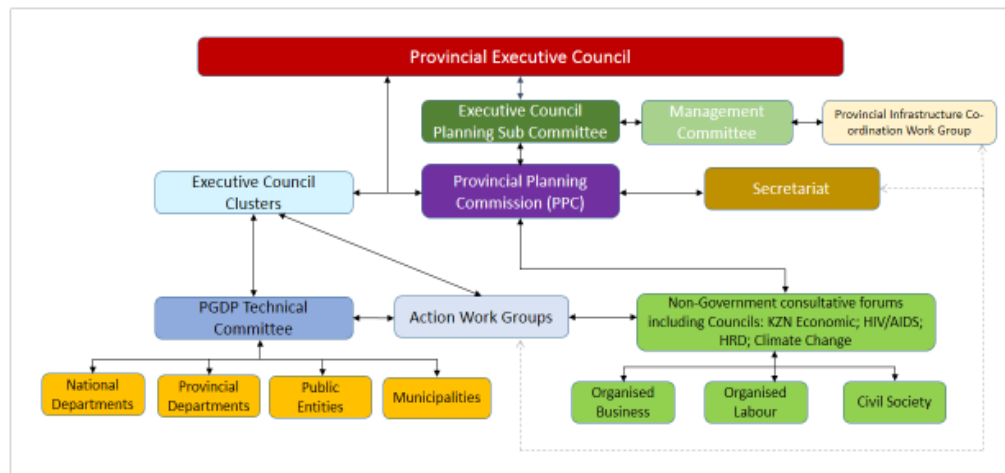 Provincial Executive Council
Executive Council
Planning Sub Committee
Management
Committee
Provincial Infrastructure Co-
ordination Work Group
Executive Council
Clusters
Provincial Planning
Commission (PPC)
Secretariat
PGDP Technical
Committee
Action Work Groups
Non-Government consultative forums
including Councils: KZN Economic; HIV/AIDS;
HRD; Climate Change
National
Departments
Provincial
Departments
Public
Entities
Municipalities
Organised
Business
Organised
Labour
Civil Society